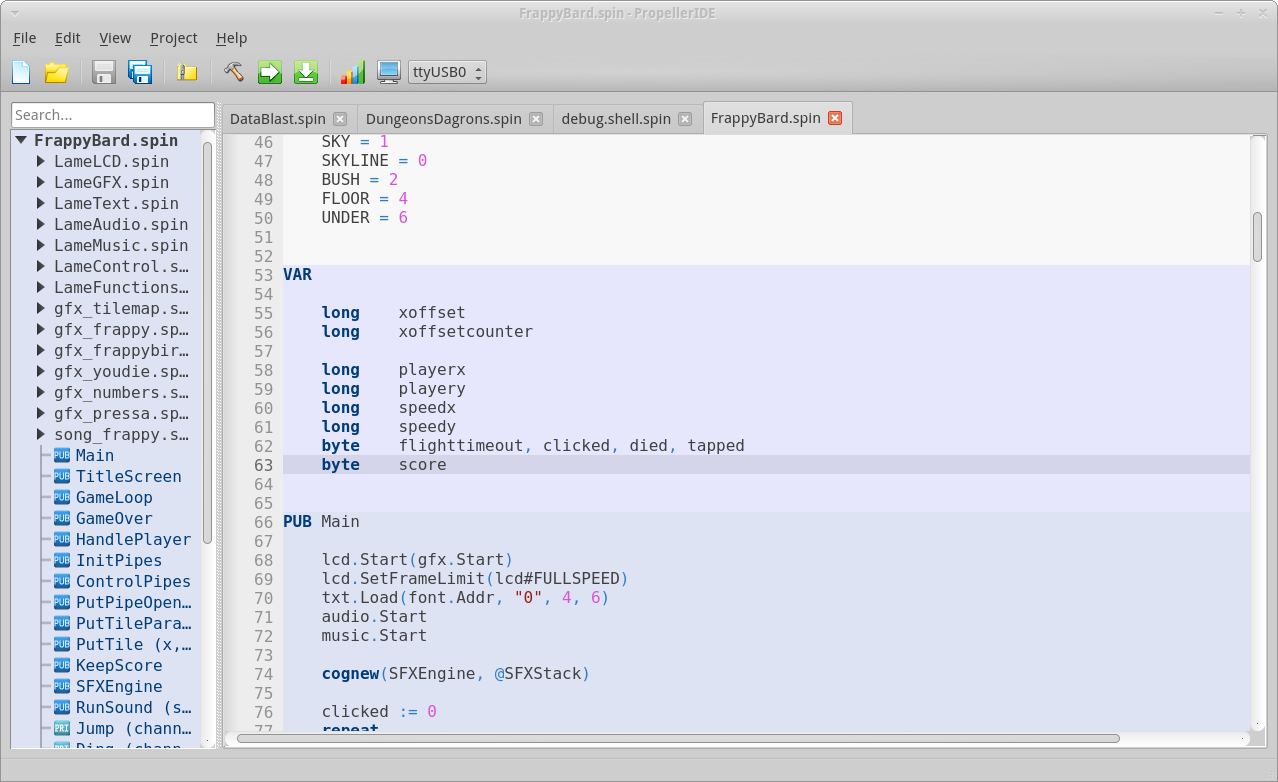 FrappyBard.spin - PropellerIDE
File Edit View Project Help
ttyUSB0
Search...
DataBlast.spin DungeonsDagrons.spin debug.shell.spin FrappyBard.spin
FrappyBard.spin
LameLCD.spin
LameGFX.spin
LameText.spin
LameAudio.spin
LameMusic.spin
LameControl.s...
LameFunctions...
gfx_tilemap.s...
gfx_frappy.sp...
gfx_frappybir...
gfx_youdie.sp...
gfx_numbers.s...
gfx_pressa.sp...
song_frappy.s...
PUB Main
PUB TitleScreen
PUB GameLoop
PUB GameOver
PUB HandlePlayer
PUB InitPipes
PUB ControlPipes
PUB PutPipeOpen...
PUB PutTilePara...
PUB PutTile (x,...
PUB KeepScore
PUB SFXEngine
PUB RunSound (s...
PRI Jump (chann...
46 SKY = 1
47 SKYLINE = 0
48 BUSH = 2
49 FLOOR = 4
50 UNDER = 6
51
52
53 VAR
54
55 long xoffset
56 long xoffsetcounter
57
58 long playerx
59 long playery
60 long speedx
61 long speedy
62 byte flighttimeout, clicked, died, tapped
63 byte score
64
65
66 PUB Main
67
68 lcd.Start(gfx.Start)
69 lcd.SetFrameLimit(lcd#FULLSPEED)
70 txt.Load(font.Addr, "0", 4, 6)
71 audio.Start
72 music.Start
73
74 cognew(SFXEngine, @SFXStack)
75
76 clicked := 0
77 repeat